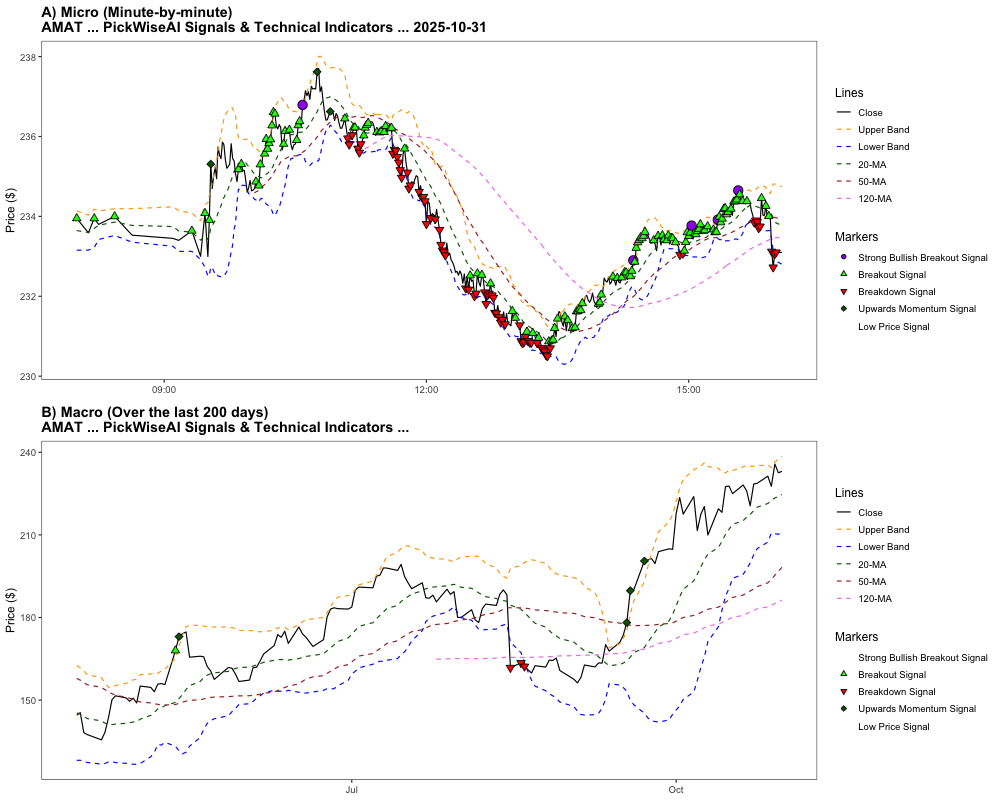 A) Micro (Minute-by-minute)
AMAT ... PickWiseAI Signals & Technical Indicators ... 2025-10-31
238
236
234
232
230
Price ($)
09:00
12:00
15:00
Lines
Close
Upper Band
Lower Band
20-MA
50-MA
120-MA
Markers
Strong Bullish Breakout Signal
Breakout Signal
Breakdown Signal
Upwards Momentum Signal
Low Price Signal
B) Macro (Over the last 200 days)
AMAT ... PickWiseAI Signals & Technical Indicators ...
240
210
180
150
Price ($)
Jul
Oct
Lines
Close
Upper Band
Lower Band
20-MA
50-MA
120-MA
Markers
Strong Bullish Breakout Signal
Breakout Signal
Breakdown Signal
Upwards Momentum Signal
Low Price Signal